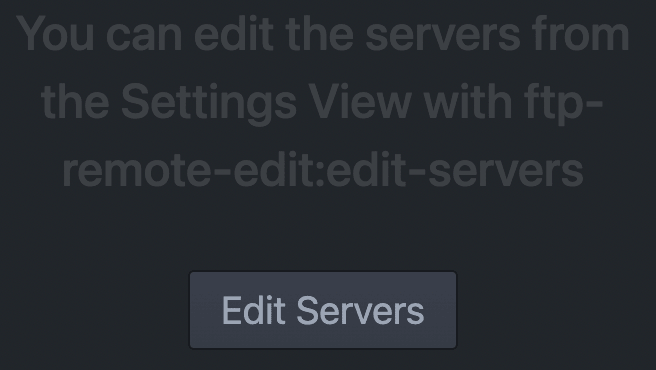 You can edit the servers from
the Settings View with ftp-
remote-edit:edit-servers
Edit Servers